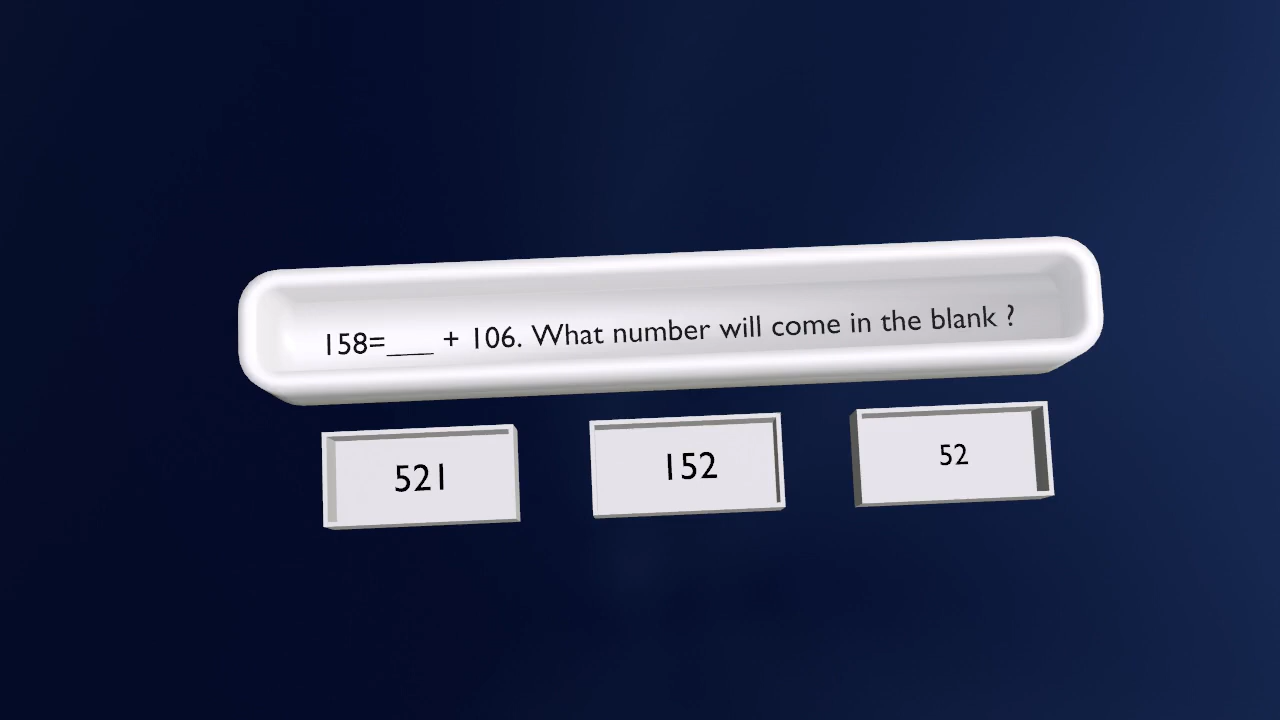 158=___ + 106. What number will come in the blank ?
521
152
52